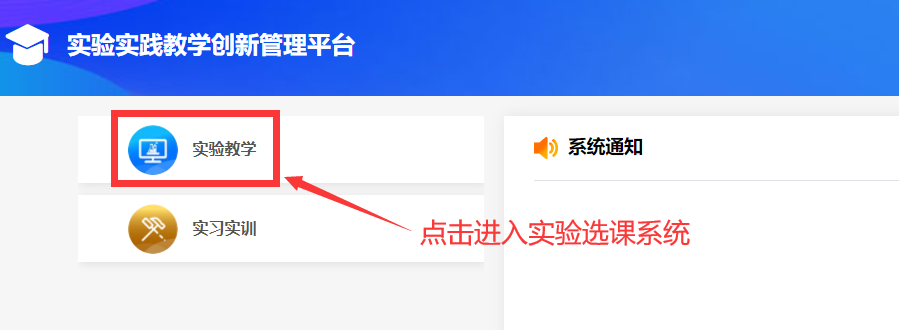 实验实践教学创新管理平台
实验教学
系统通知
实习实训
点击进入实验选课系统